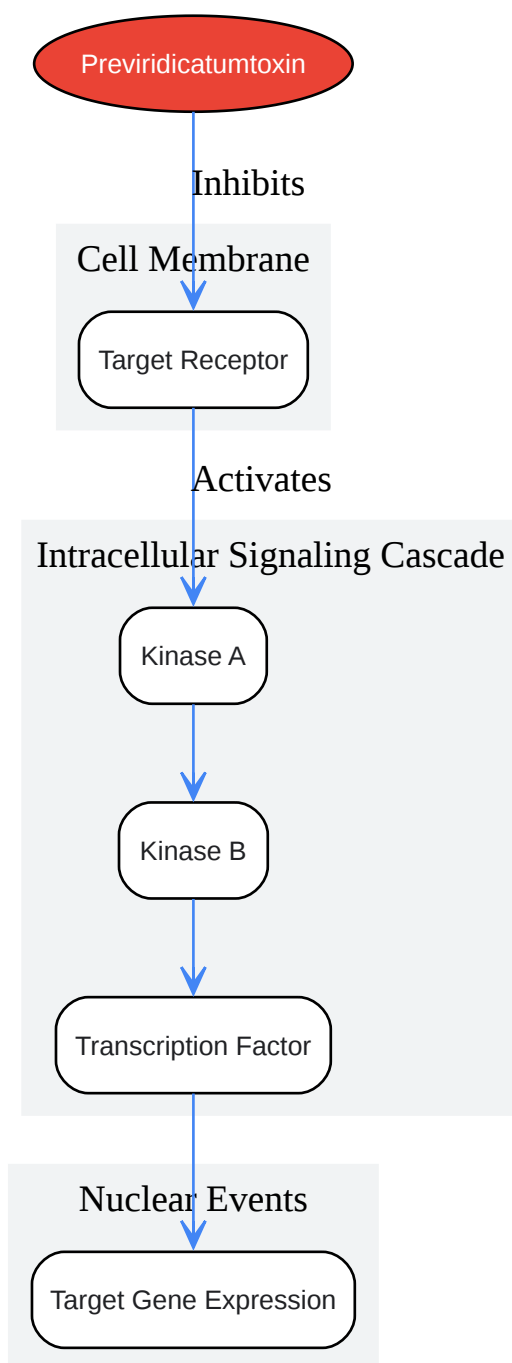 Previridicatumtoxin
Inhibits
Cell Membrane
Target Receptor
Activates
Intracellular Signaling Cascade
Kinase A
Kinase B
Transcription Factor
Nuclear Events
Target Gene Expression